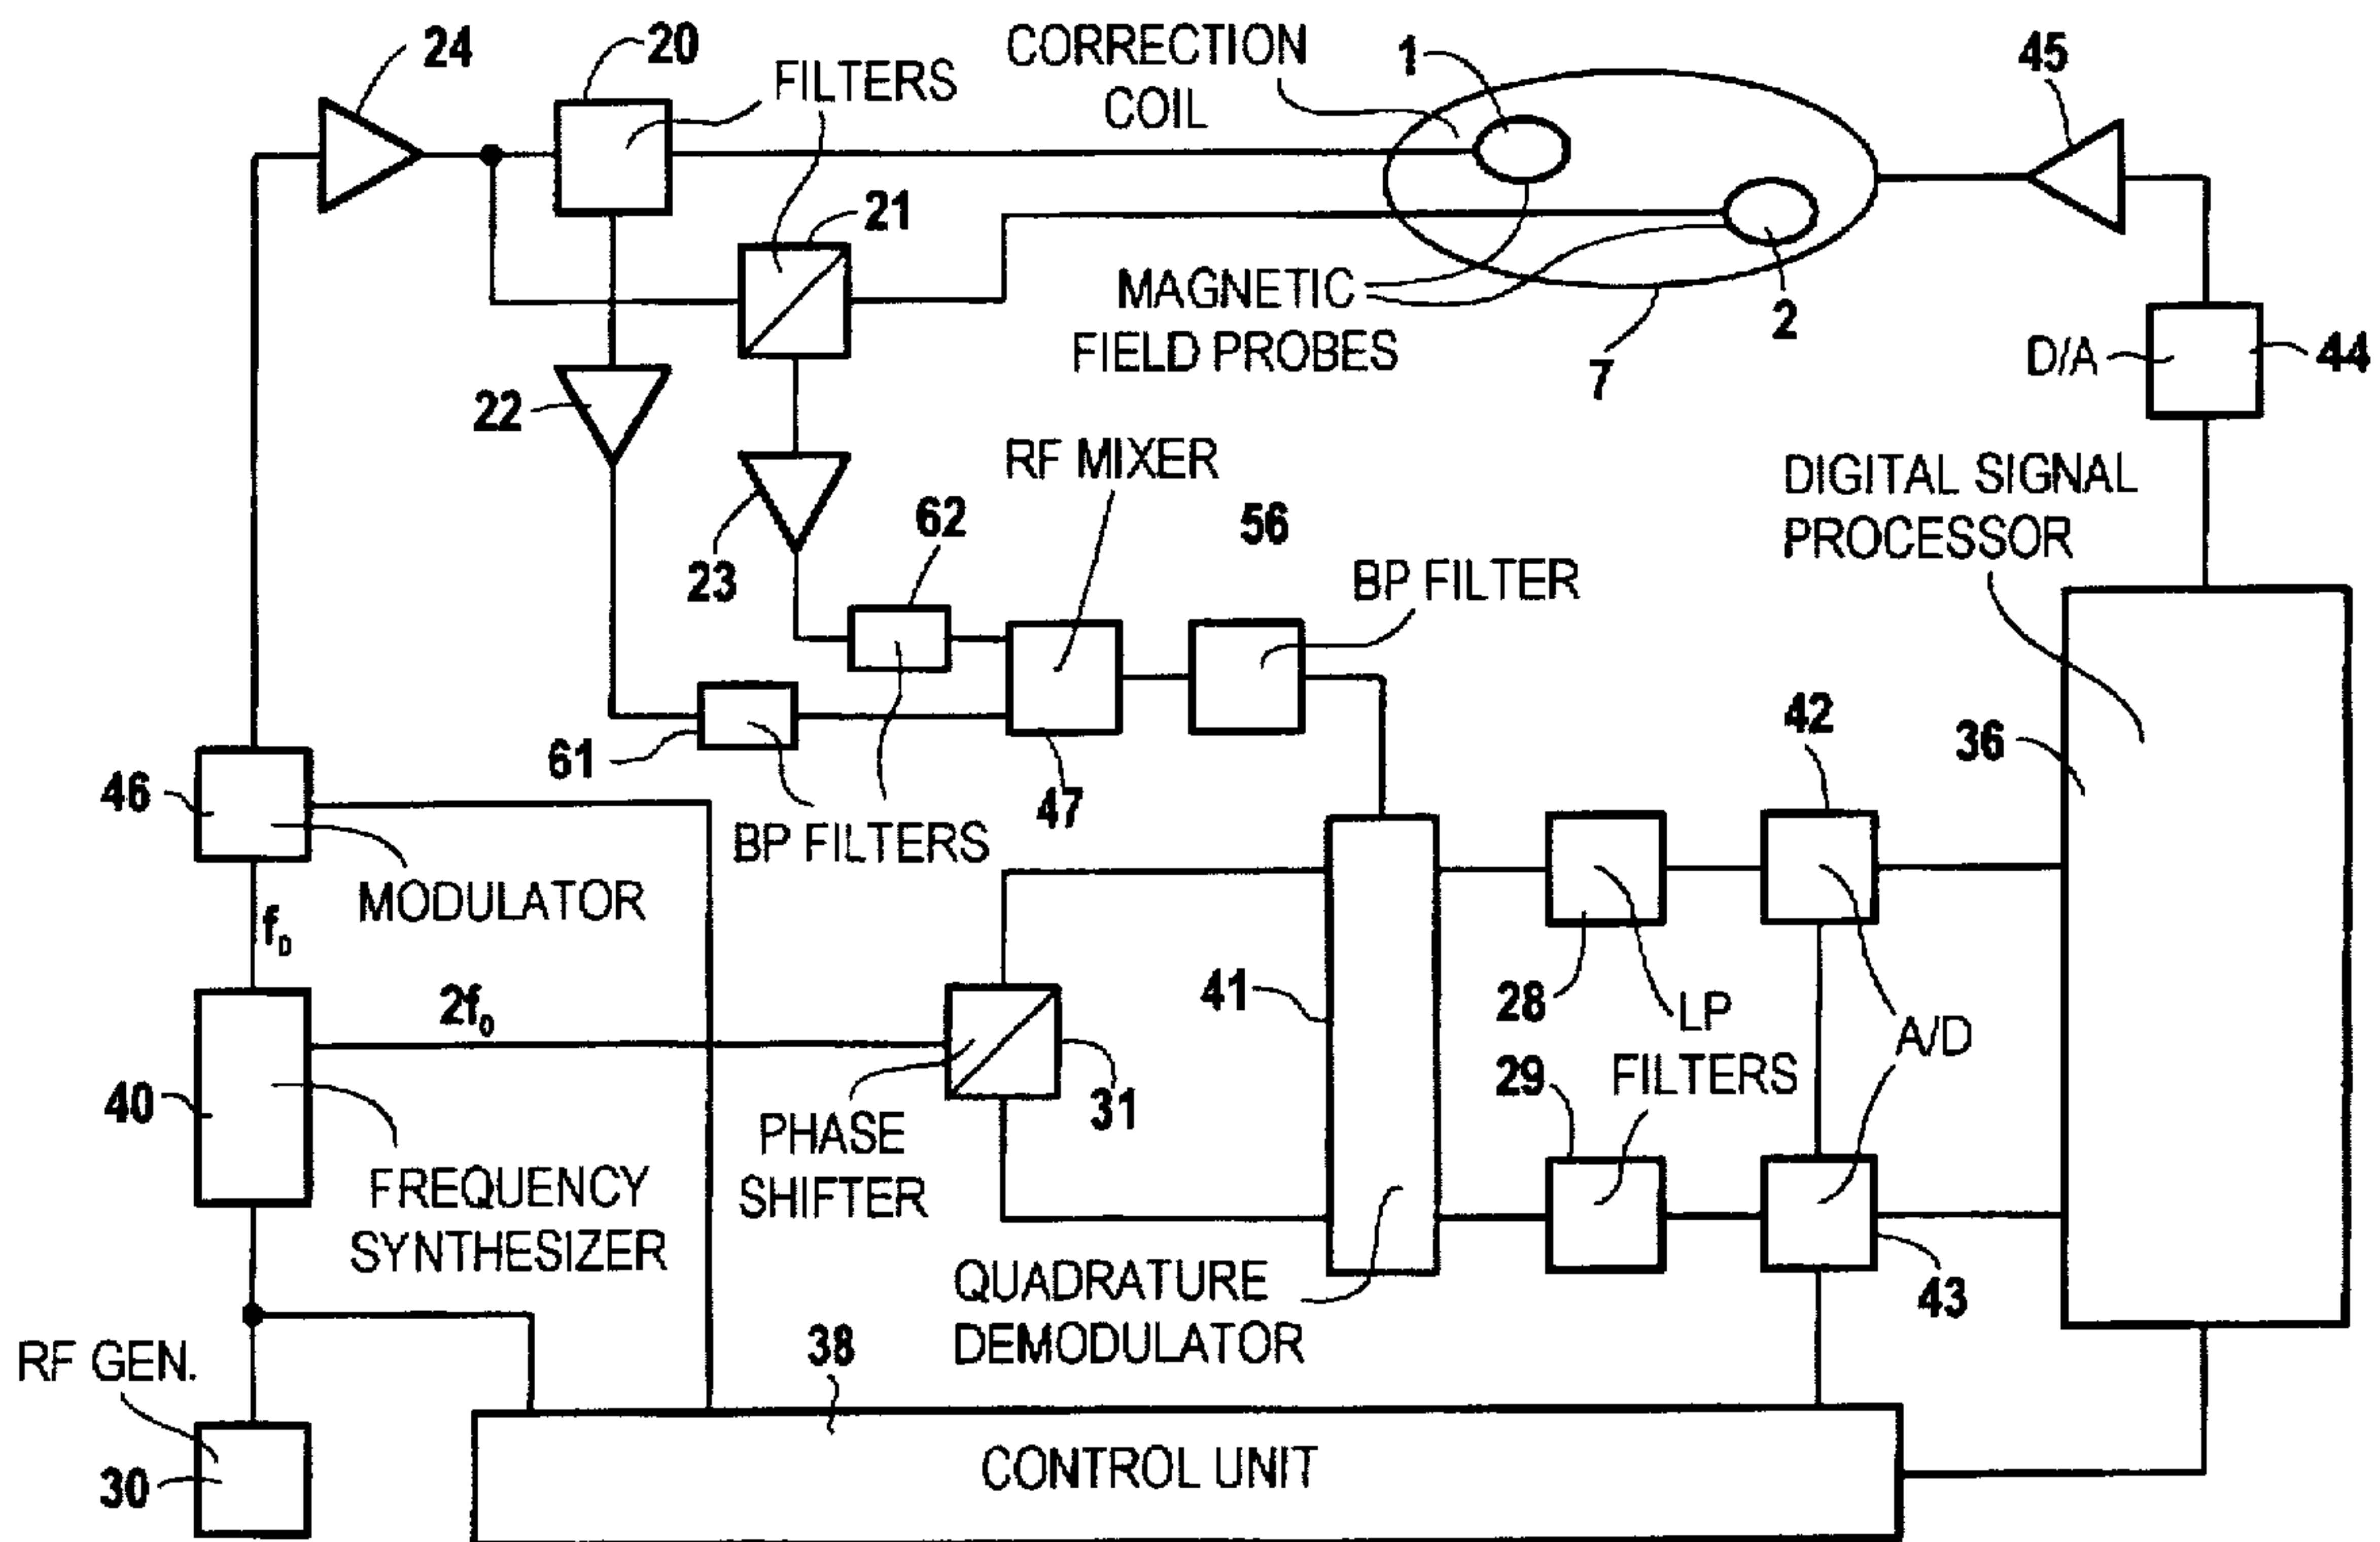 24
20
FILTERS
CORRECTION
COIL
1
45
21
MAGNETIC
FIELD PROBES
7
2
D/A
44
22
23
RF MIXER
62
56
BP FILTER
DIGITAL SIGNAL
PROCESSOR
61
47
42
36
46
BP FILTERS
MODULATOR
f_D
2f_0
41
28
LP
FILTERS
A/D
40
31
29
PHASE
SHIFTER
FREQUENCY
SYNTHESIZER
QUADRATURE
DEMODULATOR
43
RF GEN.
38
30
CONTROL UNIT